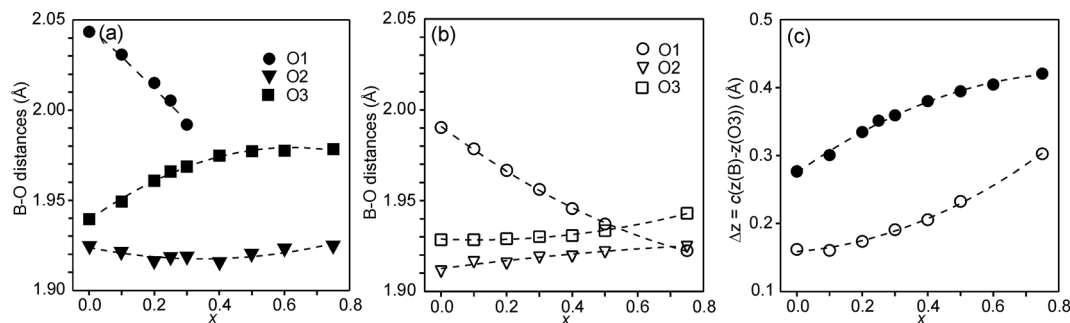 (a)
O1
O2
O3
B-O distances (Å)
2.05
2.00
1.95
1.90
0.0 0.2 0.4 0.6 0.8
x
(b)
O1
O2
O3
B-O distances (Å)
2.05
2.00
1.95
1.90
0.0 0.2 0.4 0.6 0.8
x
(c)
Δz = c(z(B)-z(O3)) (Å)
0.5
0.4
0.3
0.2
0.1
0.0 0.2 0.4 0.6 0.8
x